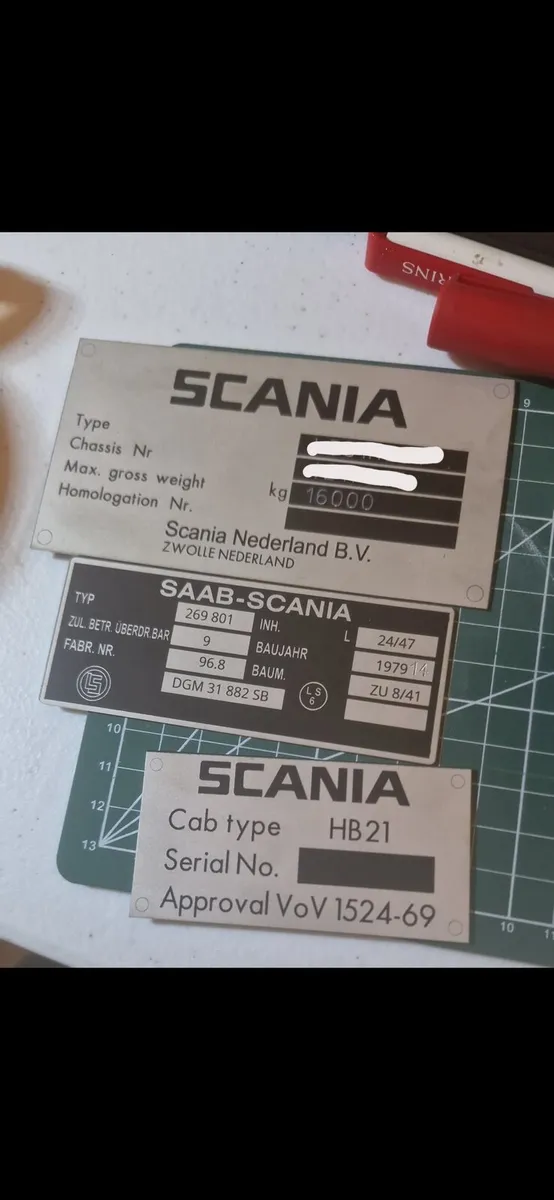 SNIRINS
9
SCANIA
Type
Chassis Nr
Max. gross weight kg 16000
Homologation Nr.
Scania Nederland B.V.
ZWOLLE NEDERLAND
SAAB-SCANIA
TYP 269 801 INH. L 24/47
ZUL. BETR. ÜBERDR.BAR 9 BAUJAHR 1979 14
FABR. NR. 96.8 BAUM. ZU 8/41
DGM 31 882 SB
LS
6
10
11
12
13
SCANIA
Cab type HB21
Serial No.
Approval VoV 1524-69
10
11